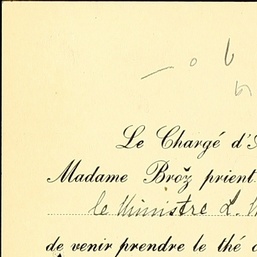 Le Chargé d'
Madame Brož prient
le Ministre L.
de venir prendre le thé